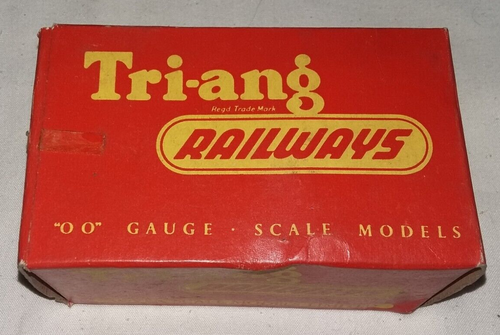 Tri-ang
Regd. Trade Mark
RAILWAYS
"OO" GAUGE · SCALE MODELS